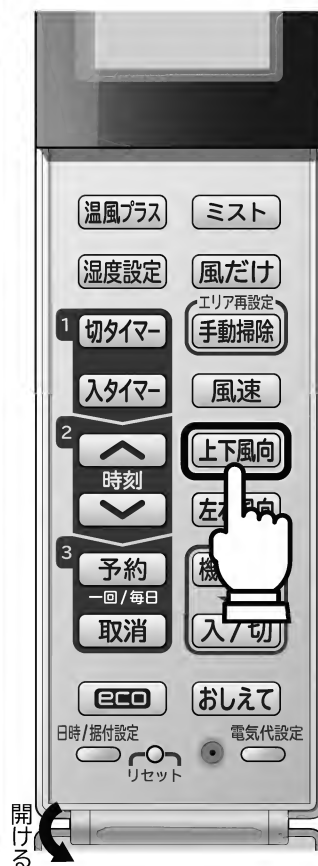 温風プラス ミスト
湿度設定 風だけ
エリア再設定
1 切タイマー 手動掃除
入タイマー 風速
2 上下風向
時刻
左右風向
3 予約
一回/毎日
取消 入/切
eco おしえて
日時/据付設定 電気代設定
リセット
開ける